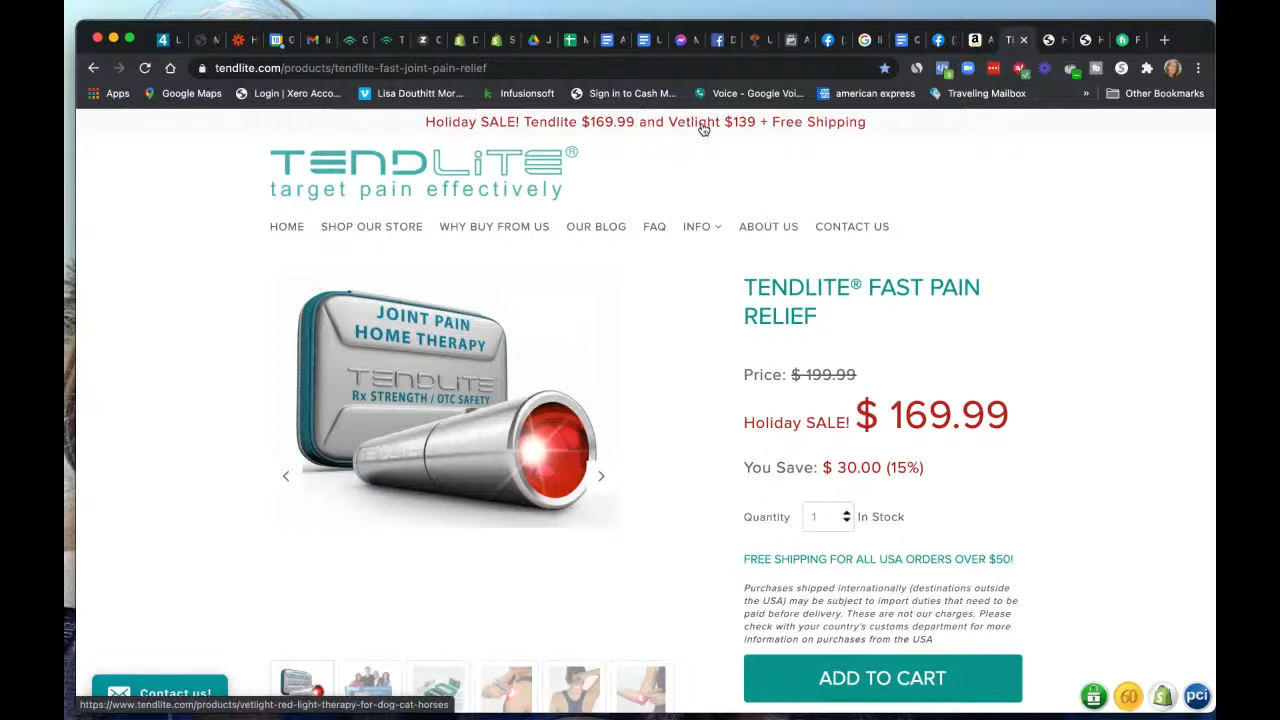 tendlite.com/products/tendlite-fast-joint-pain-relief
Apps Google Maps Login | Xero Acco... Lisa Douthitt Mor... Infusionsoft Sign in to Cash M... Voice - Google Voi... american express Traveling Mailbox » Other Bookmarks
Holiday SALE! Tendlite $169.99 and Vetlight $139 + Free Shipping
TENDLiTE®
target pain effectively
HOME SHOP OUR STORE WHY BUY FROM US OUR BLOG FAQ INFO ABOUT US CONTACT US
JOINT PAIN
HOME THERAPY
TENDLITE
Rx STRENGTH / OTC SAFETY
TENDLITE
TENDLITE® FAST PAIN
RELIEF
Price: $ 199.99
Holiday SALE! $ 169.99
You Save: $ 30.00 (15%)
Quantity 1 In Stock
FREE SHIPPING FOR ALL USA ORDERS OVER $50!
Purchases shipped internationally (destinations outside
the USA) may be subject to import duties that need to be
paid before delivery. These are not our charges. Please
check with your country's customs department for more
information on purchases from the USA
ADD TO CART
Contact us!
60
pci
https://www.tendlite.com/products/vetlight-red-light-therapy-for-dog-cat-horses